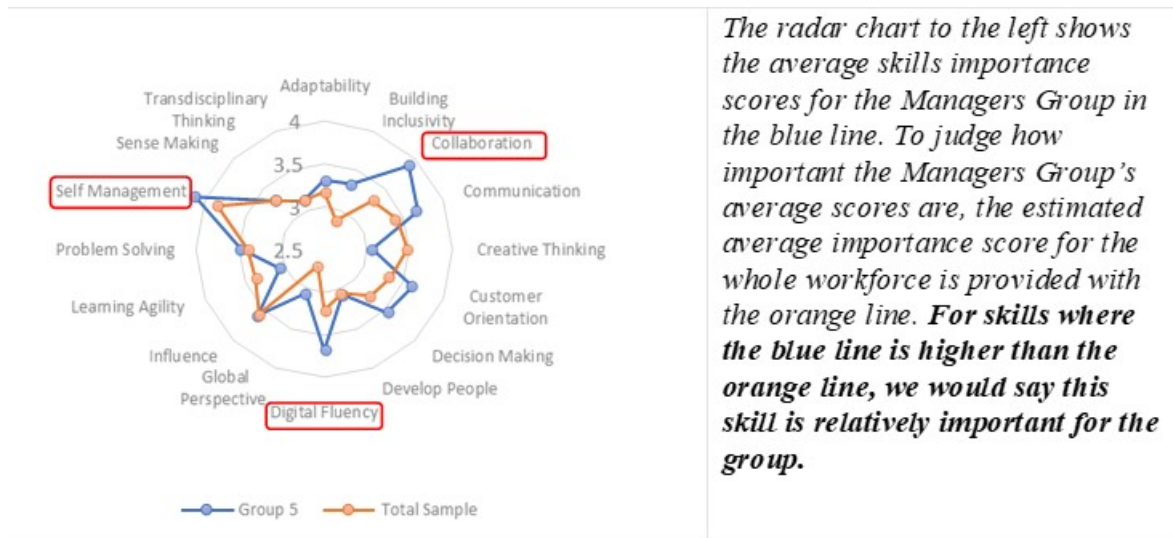 Adaptability
Building
Inclusivity
Collaboration
Communication
Creative Thinking
Customer
Orientation
Decision Making
Develop People
Digital Fluency
Global
Perspective
Influence
Learning Agility
Problem Solving
Self Management
Sense Making
Transdisciplinary
Thinking
4
3.5
3
2.5
Group 5
Total Sample
The radar chart to the left shows
the average skills importance
scores for the Managers Group in
the blue line. To judge how
important the Managers Group’s
average scores are, the estimated
average importance score for the
whole workforce is provided with
the orange line. For skills where
the blue line is higher than the
orange line, we would say this
skill is relatively important for the
group.